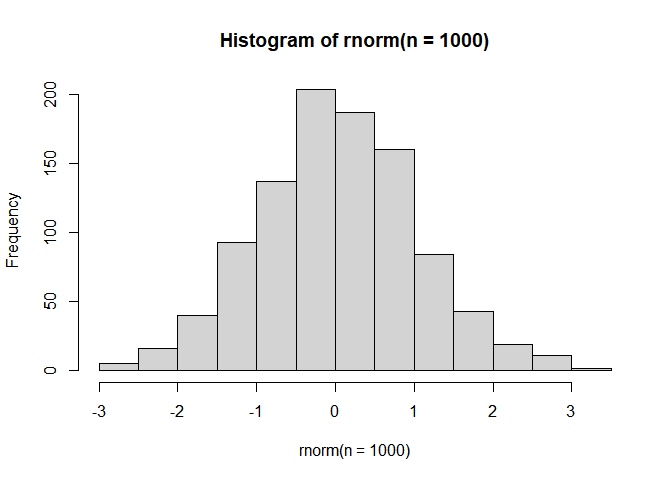 Histogram of rnorm(n = 1000)
Frequency
200
150
100
50
0
-3 -2 -1 0 1 2 3
rnorm(n = 1000)